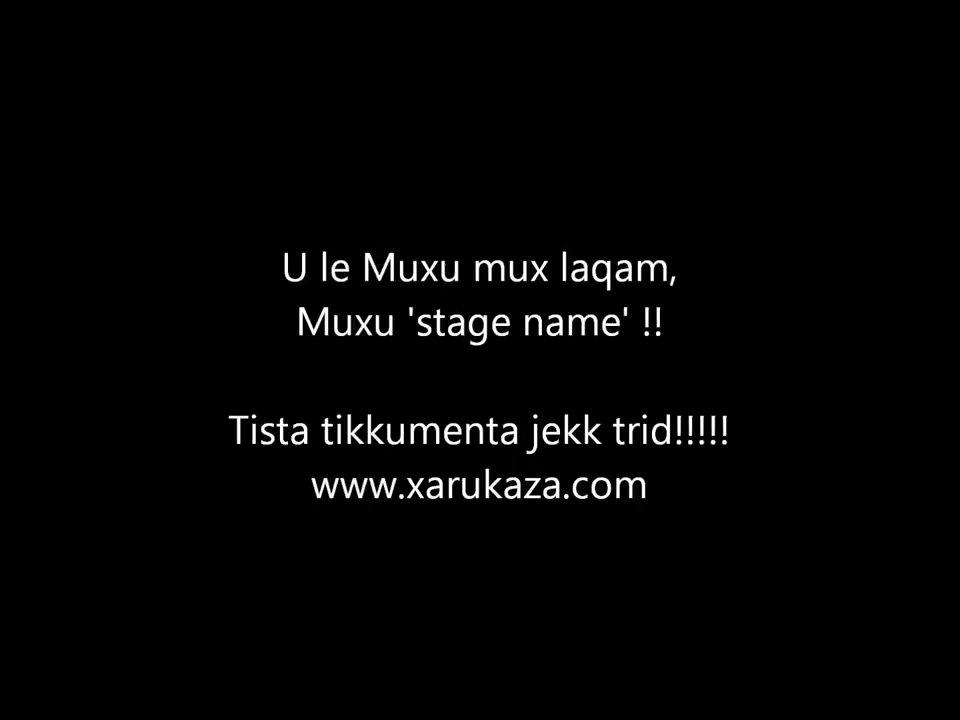 U le Muxu mux laqam,
Muxu 'stage name' !!
Tista tikkumenta jekk trid!!!!!
www.xarukaza.com